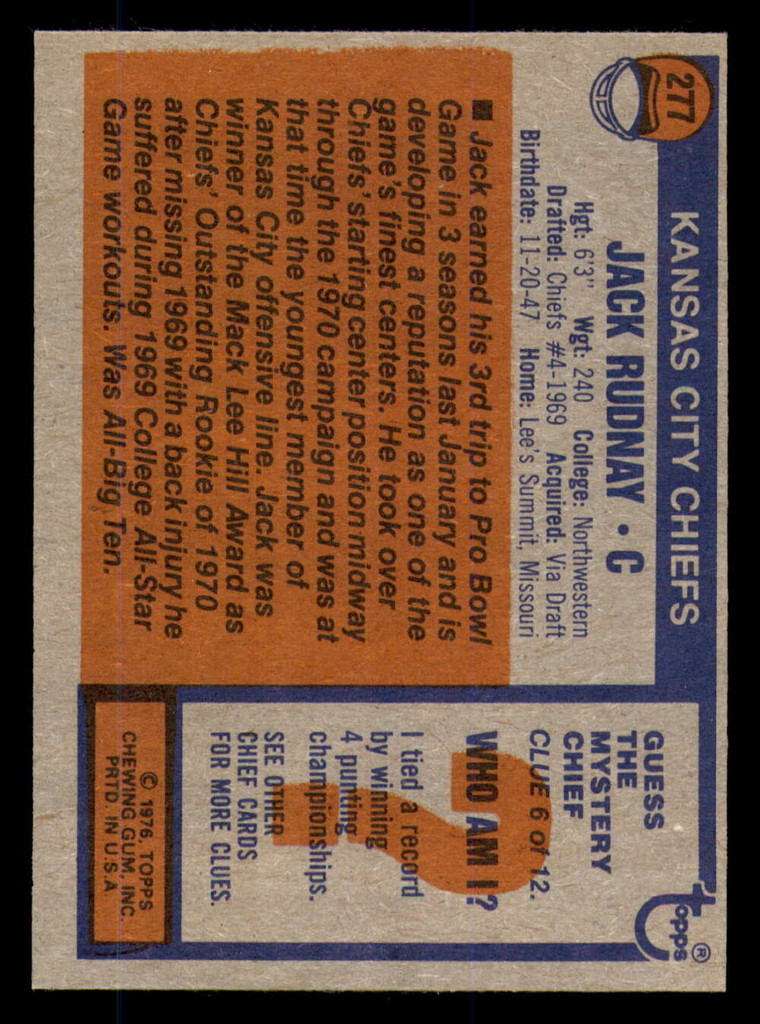 277
KANSAS CITY CHIEFS
JACK RUDNAY • C
Hgt: 6'3" Wgt: 240 College: Northwestern
Drafted: Chiefs #4-1969 Acquired: Via Draft
Birthdate: 11-20-47 Home: Lee's Summit, Missouri
■ Jack earned his 3rd trip to Pro Bowl
Game in 3 seasons last January and is
developing a reputation as one of the
game's finest centers. He took over
Chiefs' starting center position midway
through the 1970 campaign and was at
that time the youngest member of
Kansas City offensive line. Jack was
winner of the Mack Lee Hill Award as
Chiefs' Outstanding Rookie of 1970
after missing 1969 with a back injury he
suffered during 1969 College All-Star
Game workouts. Was All-Big Ten.
topps®
GUESS
THE
MYSTERY
CHIEF
CLUE 6 of 12.
WHO AM I?
I tied a record
by winning
4 punting
championships.
SEE OTHER
CHIEF CARDS
FOR MORE CLUES.
© 1976, TOPPS
CHEWING GUM, INC.
PRTD. IN U.S.A.